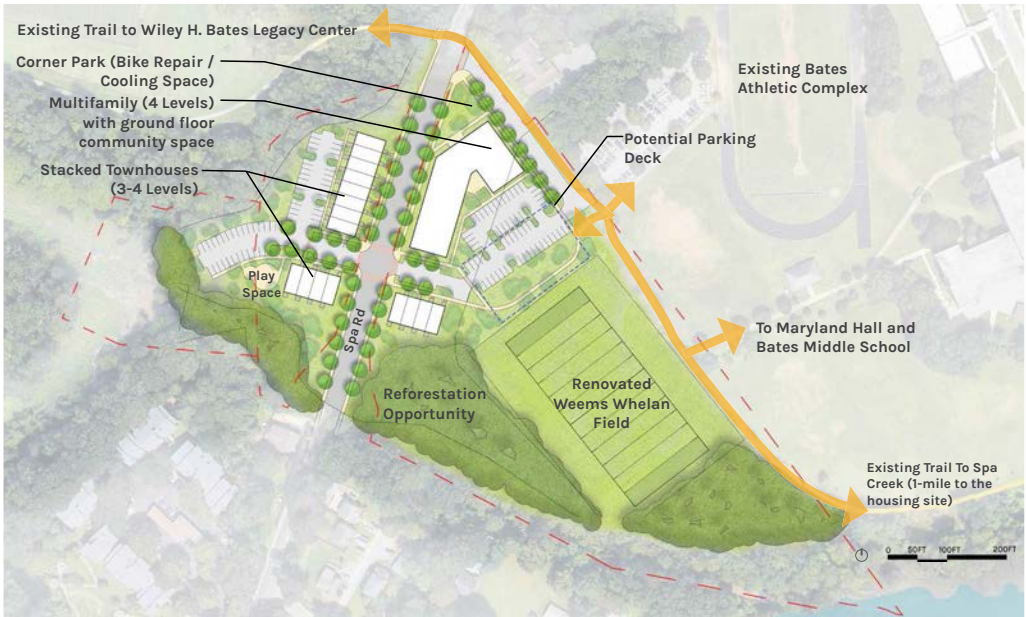 Existing Trail to Wiley H. Bates Legacy Center
Corner Park (Bike Repair /
Cooling Space)
Multifamily (4 Levels)
with ground floor
community space
Stacked Townhouses
(3-4 Levels)
Existing Bates
Athletic Complex
Potential Parking
Deck
Play
Space
Spa Rd
To Maryland Hall and
Bates Middle School
Reforestation
Opportunity
Renovated
Weems Whelan
Field
Existing Trail To Spa
Creek (1-mile to the
housing site)
0 50FT 100FT 200FT